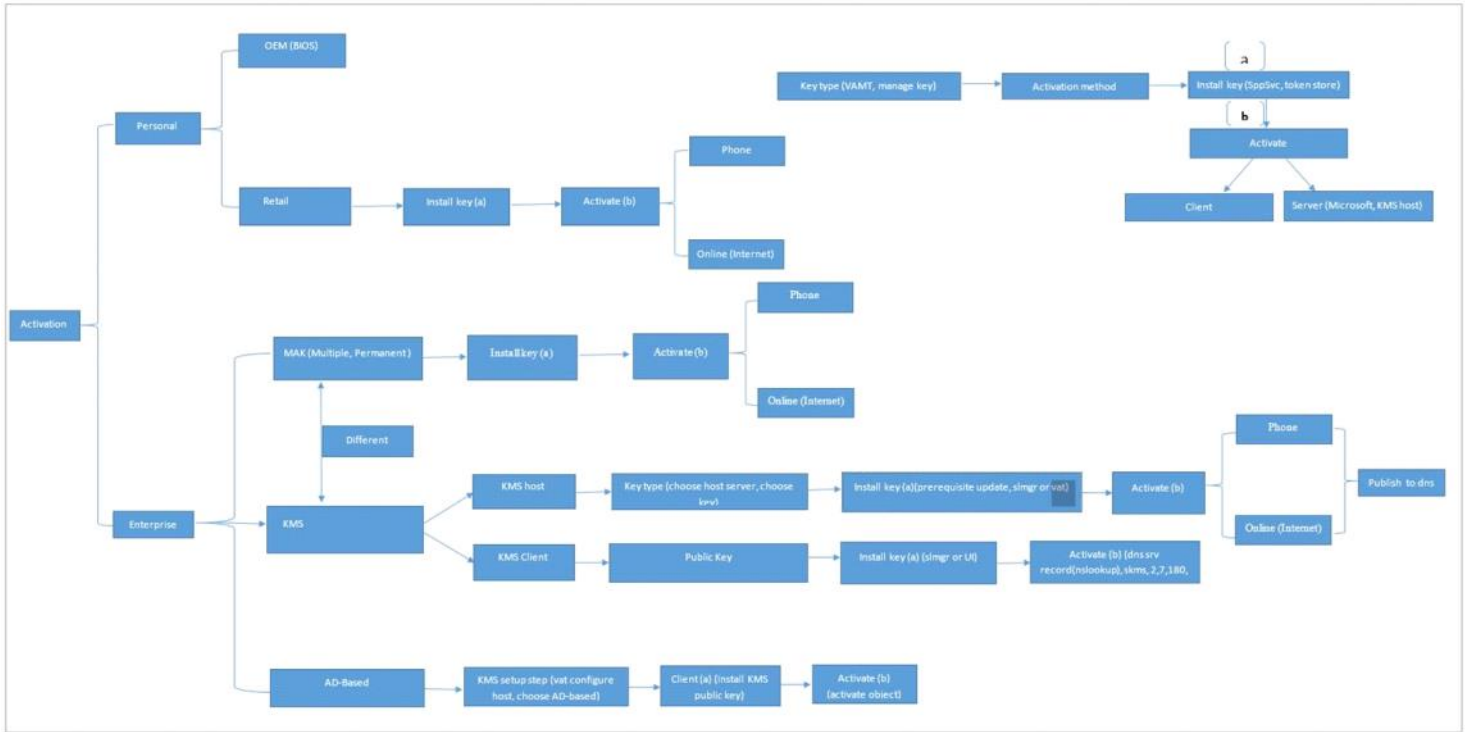 OEM (BIOS)
a
Key type (VAMT, manage key)
Activation method
Install key (SppSvc, token store)
b
Personal
Activate
Phone
Retail
Install key (a)
Activate (b)
Client
Server (Microsoft, KMS host)
Online (Internet)
Activation
Phone
MAK (Multiple, Permanent )
Install key (a)
Activate (b)
Online (Internet)
Different
Phone
KMS host
Key type (choose host server, choose
key)
Install key (a)(prerequisite update, slmgr or vat)
Activate (b)
Publish to dns
Enterprise
KMS
Online (Internet)
KMS Client
Public Key
Install key (a) (slmgr or UI)
Activate (b) (dns srv
record(nslookup), skms, 2,7,180,
AD-Based
KMS setup step (vat configure
host, choose AD-based)
Client (a) (Install KMS
public key)
Activate (b)
(activate object)